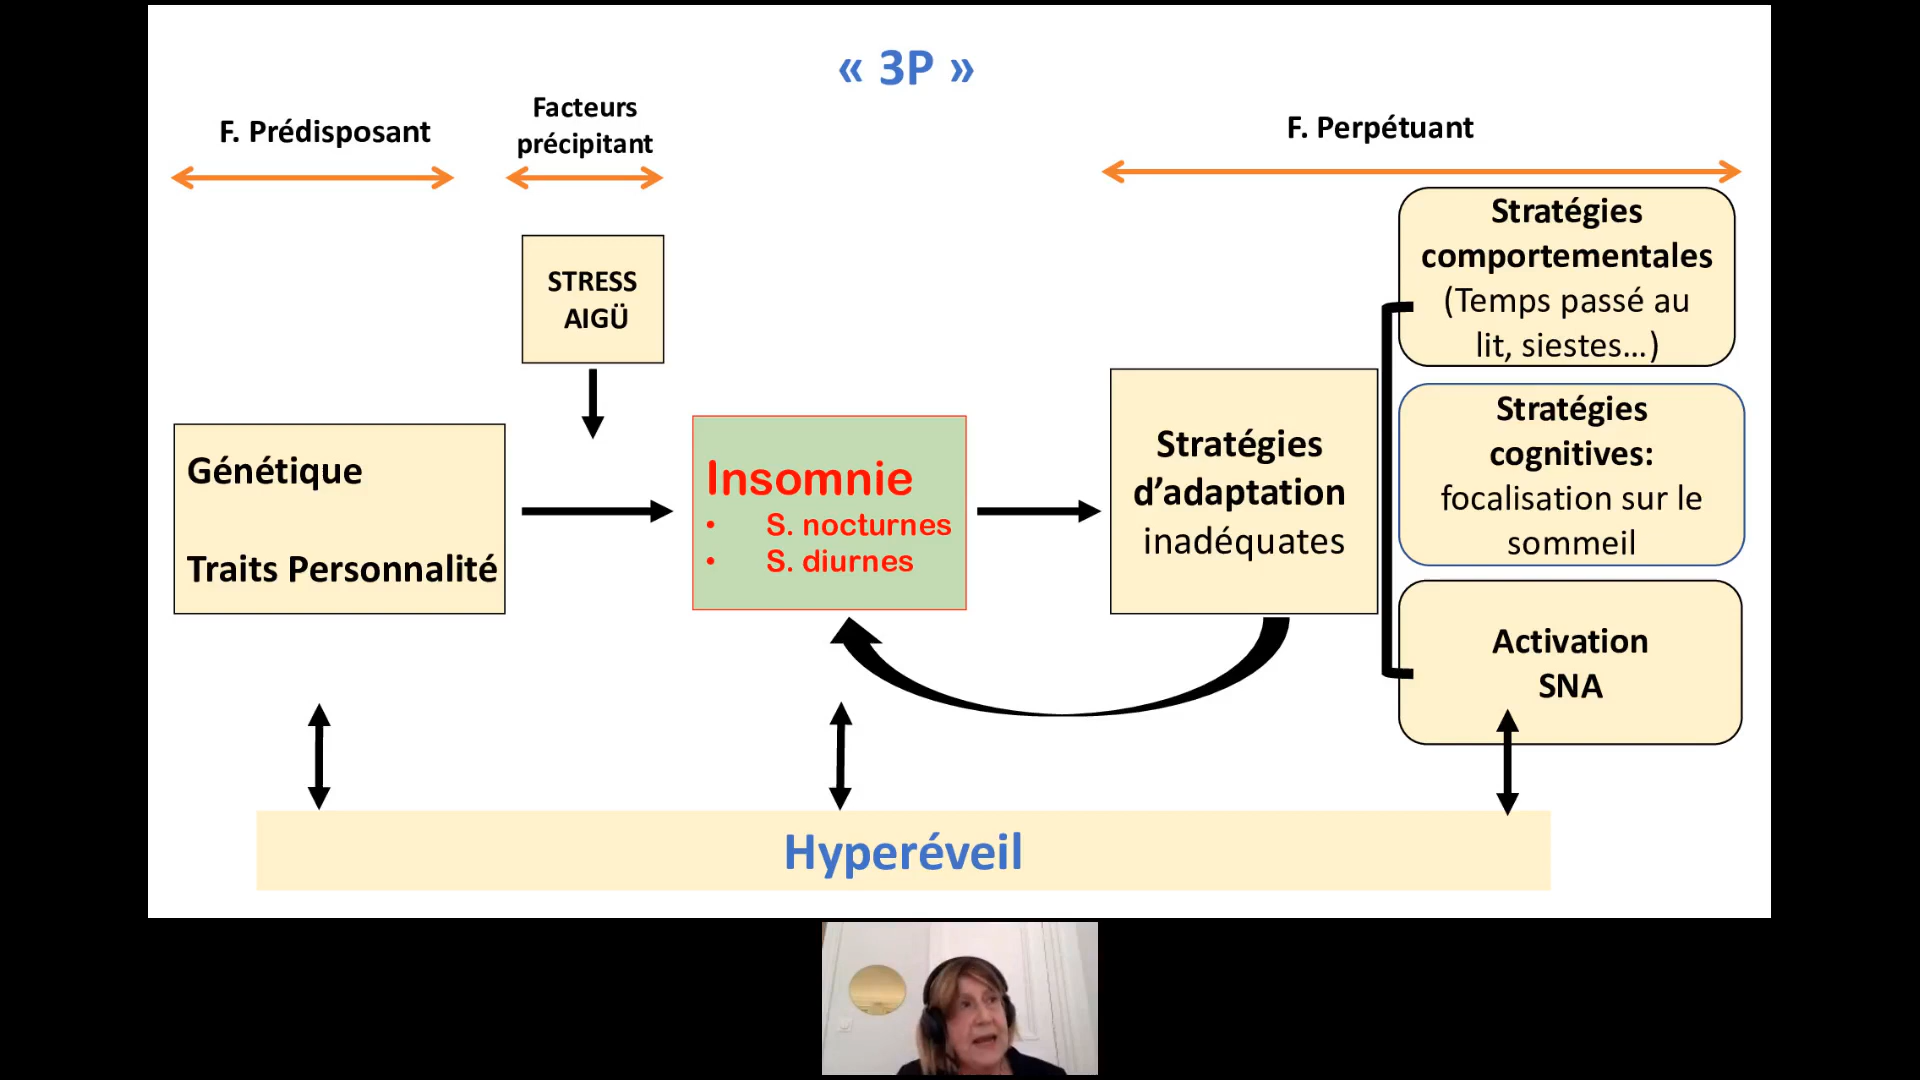 « 3P »
F. Prédisposant
Facteurs
précipitant
F. Perpétuant
STRESS
AIGÜ
Génétique
Traits Personnalité
Insomnie
• S. nocturnes
• S. diurnes
Stratégies
d’adaptation
inadéquates
Stratégies
comportementales
(Temps passé au
lit, siestes...)
Stratégies
cognitives:
focalisation sur le
sommeil
Activation
SNA
Hyperéveil